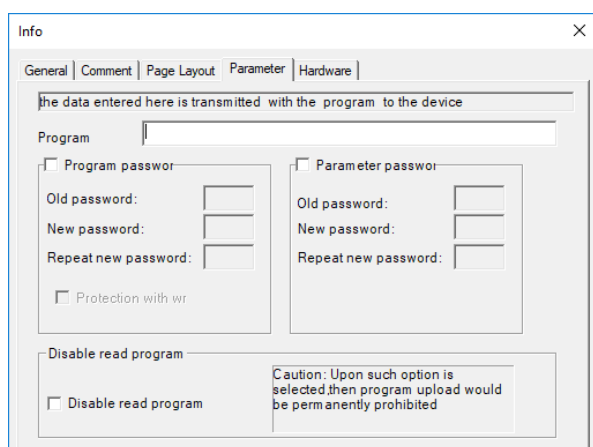 Info
General Comment Page Layout Parameter Hardware
the data entered here is transmitted with the program to the device
Program
Program passwor
Old password:
New password:
Repeat new password:
Protection with wr
Parameter passwor
Old password:
New password:
Repeat new password:
Disable read program
Disable read program
Caution: Upon such option is
selected,then program upload would
be permanently prohibited